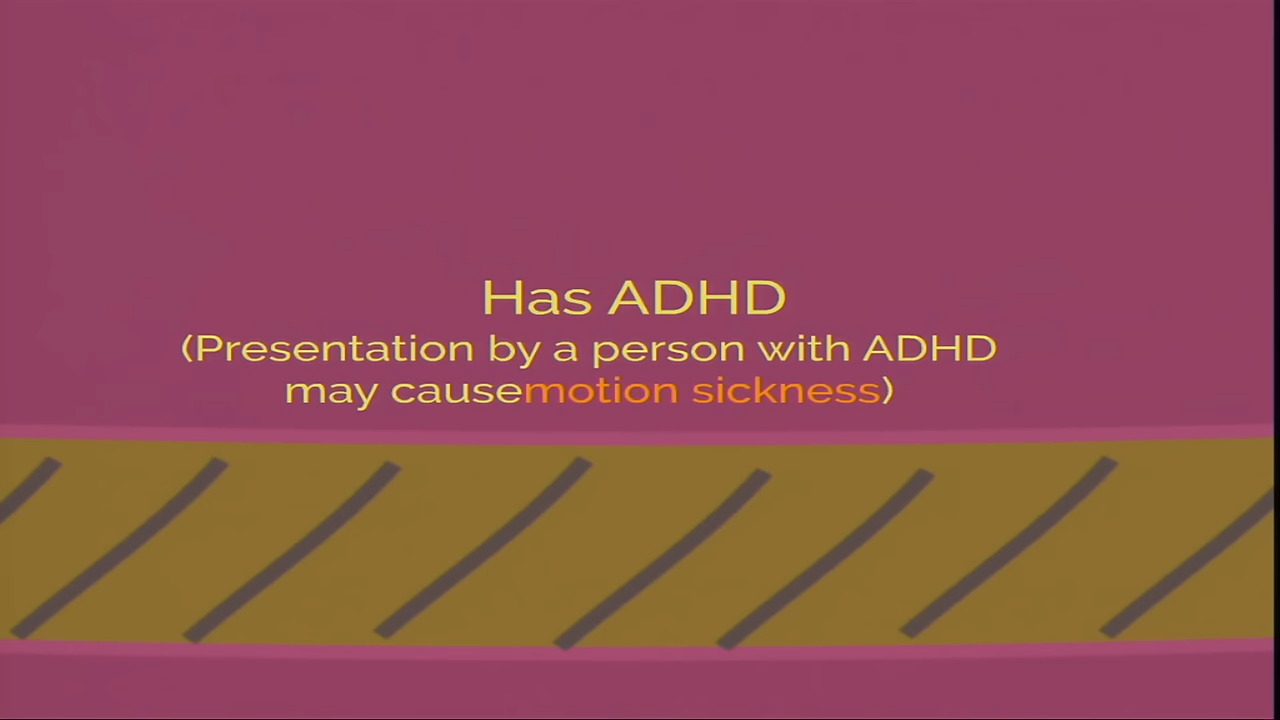 Has ADHD
(Presentation by a person with ADHD
may causemotion sickness)